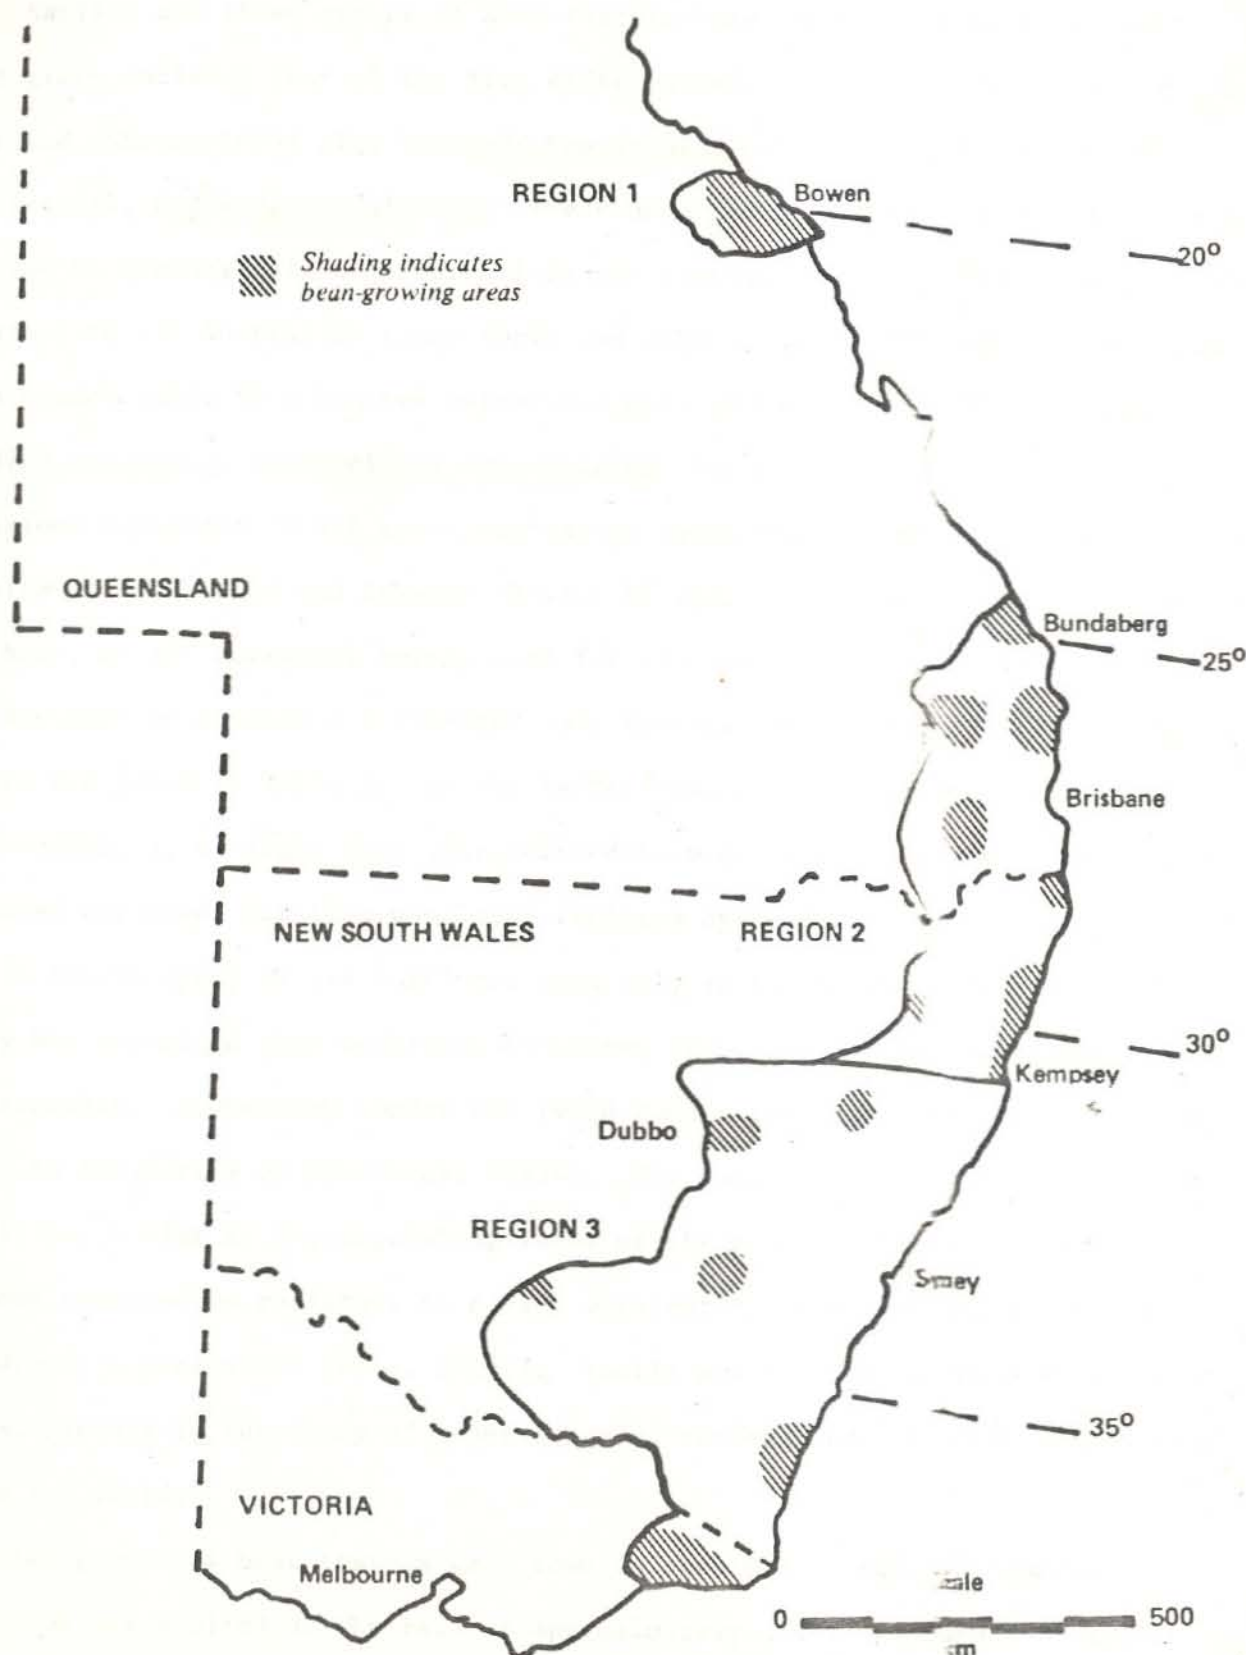 REGION 1
Bowen
20°
Shading indicates
bean-growing areas
QUEENSLAND
Bundaberg
25°
Brisbane
NEW SOUTH WALES
REGION 2
30°
Kempsey
Dubbo
REGION 3
35°
VICTORIA
Melbourne
0
500